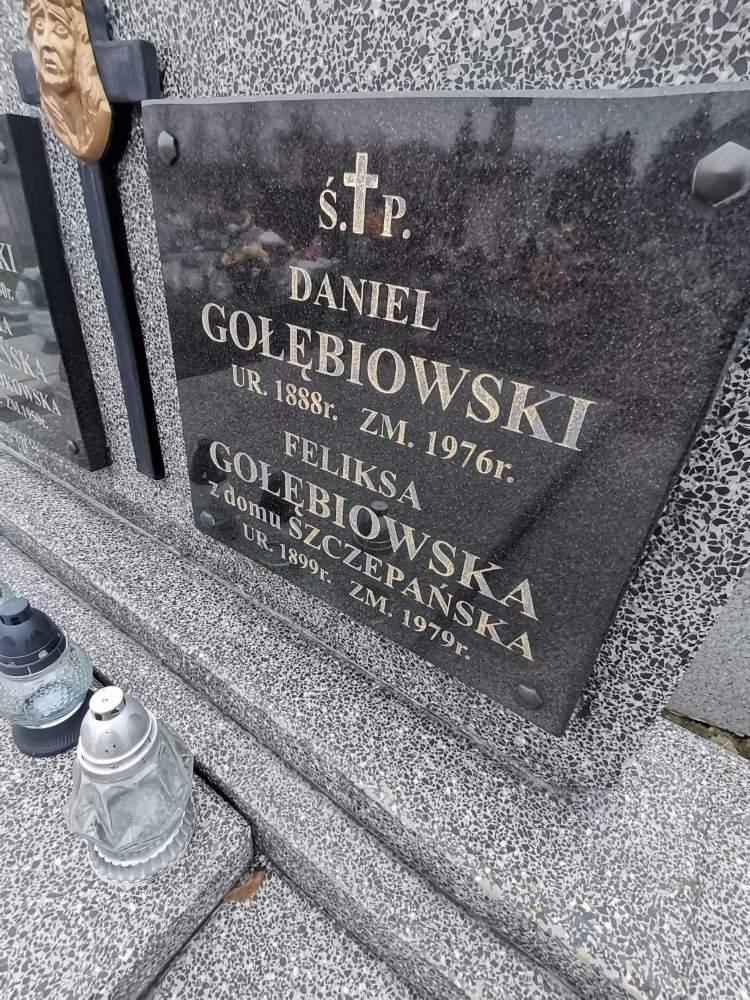 Ś. P.
DANIEL
GOŁĘBIOWSKI
UR. 1888r. ZM. 1976r.
FELIKSA
GOŁĘBIOWSKA
z domu SZCZEPAŃSKA
UR. 1899r. ZM. 1979r.